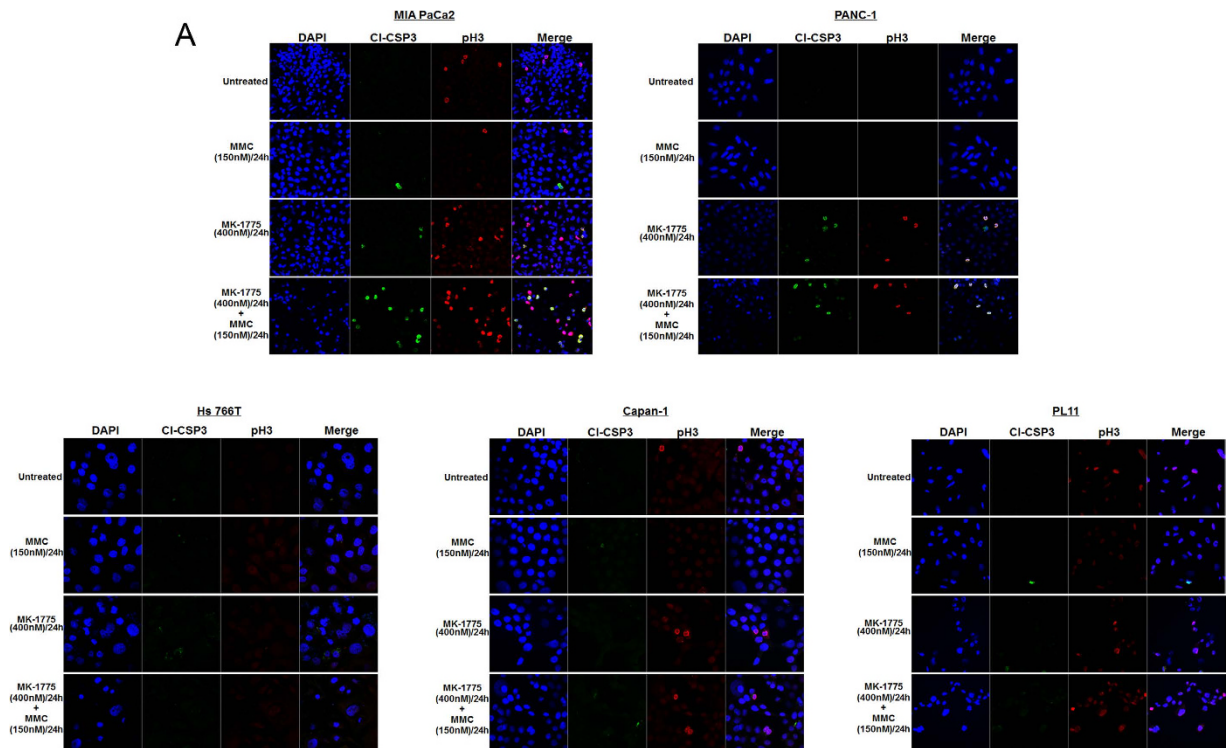 A
MIA PaCa2
DAPI Cl-CSP3 pH3 Merge
Untreated
MMC
(150nM)/24h
MK-1775
(400nM)/24h
MK-1775
(400nM)/24h
+
MMC
(150nM)/24h
PANC-1
DAPI Cl-CSP3 pH3 Merge
Untreated
MMC
(150nM)/24h
MK-1775
(400nM)/24h
MK-1775
(400nM)/24h
+
MMC
(150nM)/24h
Hs 766T
DAPI Cl-CSP3 pH3 Merge
Untreated
MMC
(150nM)/24h
MK-1775
(400nM)/24h
MK-1775
(400nM)/24h
+
MMC
(150nM)/24h
Capan-1
DAPI Cl-CSP3 pH3 Merge
Untreated
MMC
(150nM)/24h
MK-1775
(400nM)/24h
MK-1775
(400nM)/24h
+
MMC
(150nM)/24h
PL11
DAPI Cl-CSP3 pH3 Merge
Untreated
MMC
(150nM)/24h
MK-1775
(400nM)/24h
MK-1775
(400nM)/24h
+
MMC
(150nM)/24h